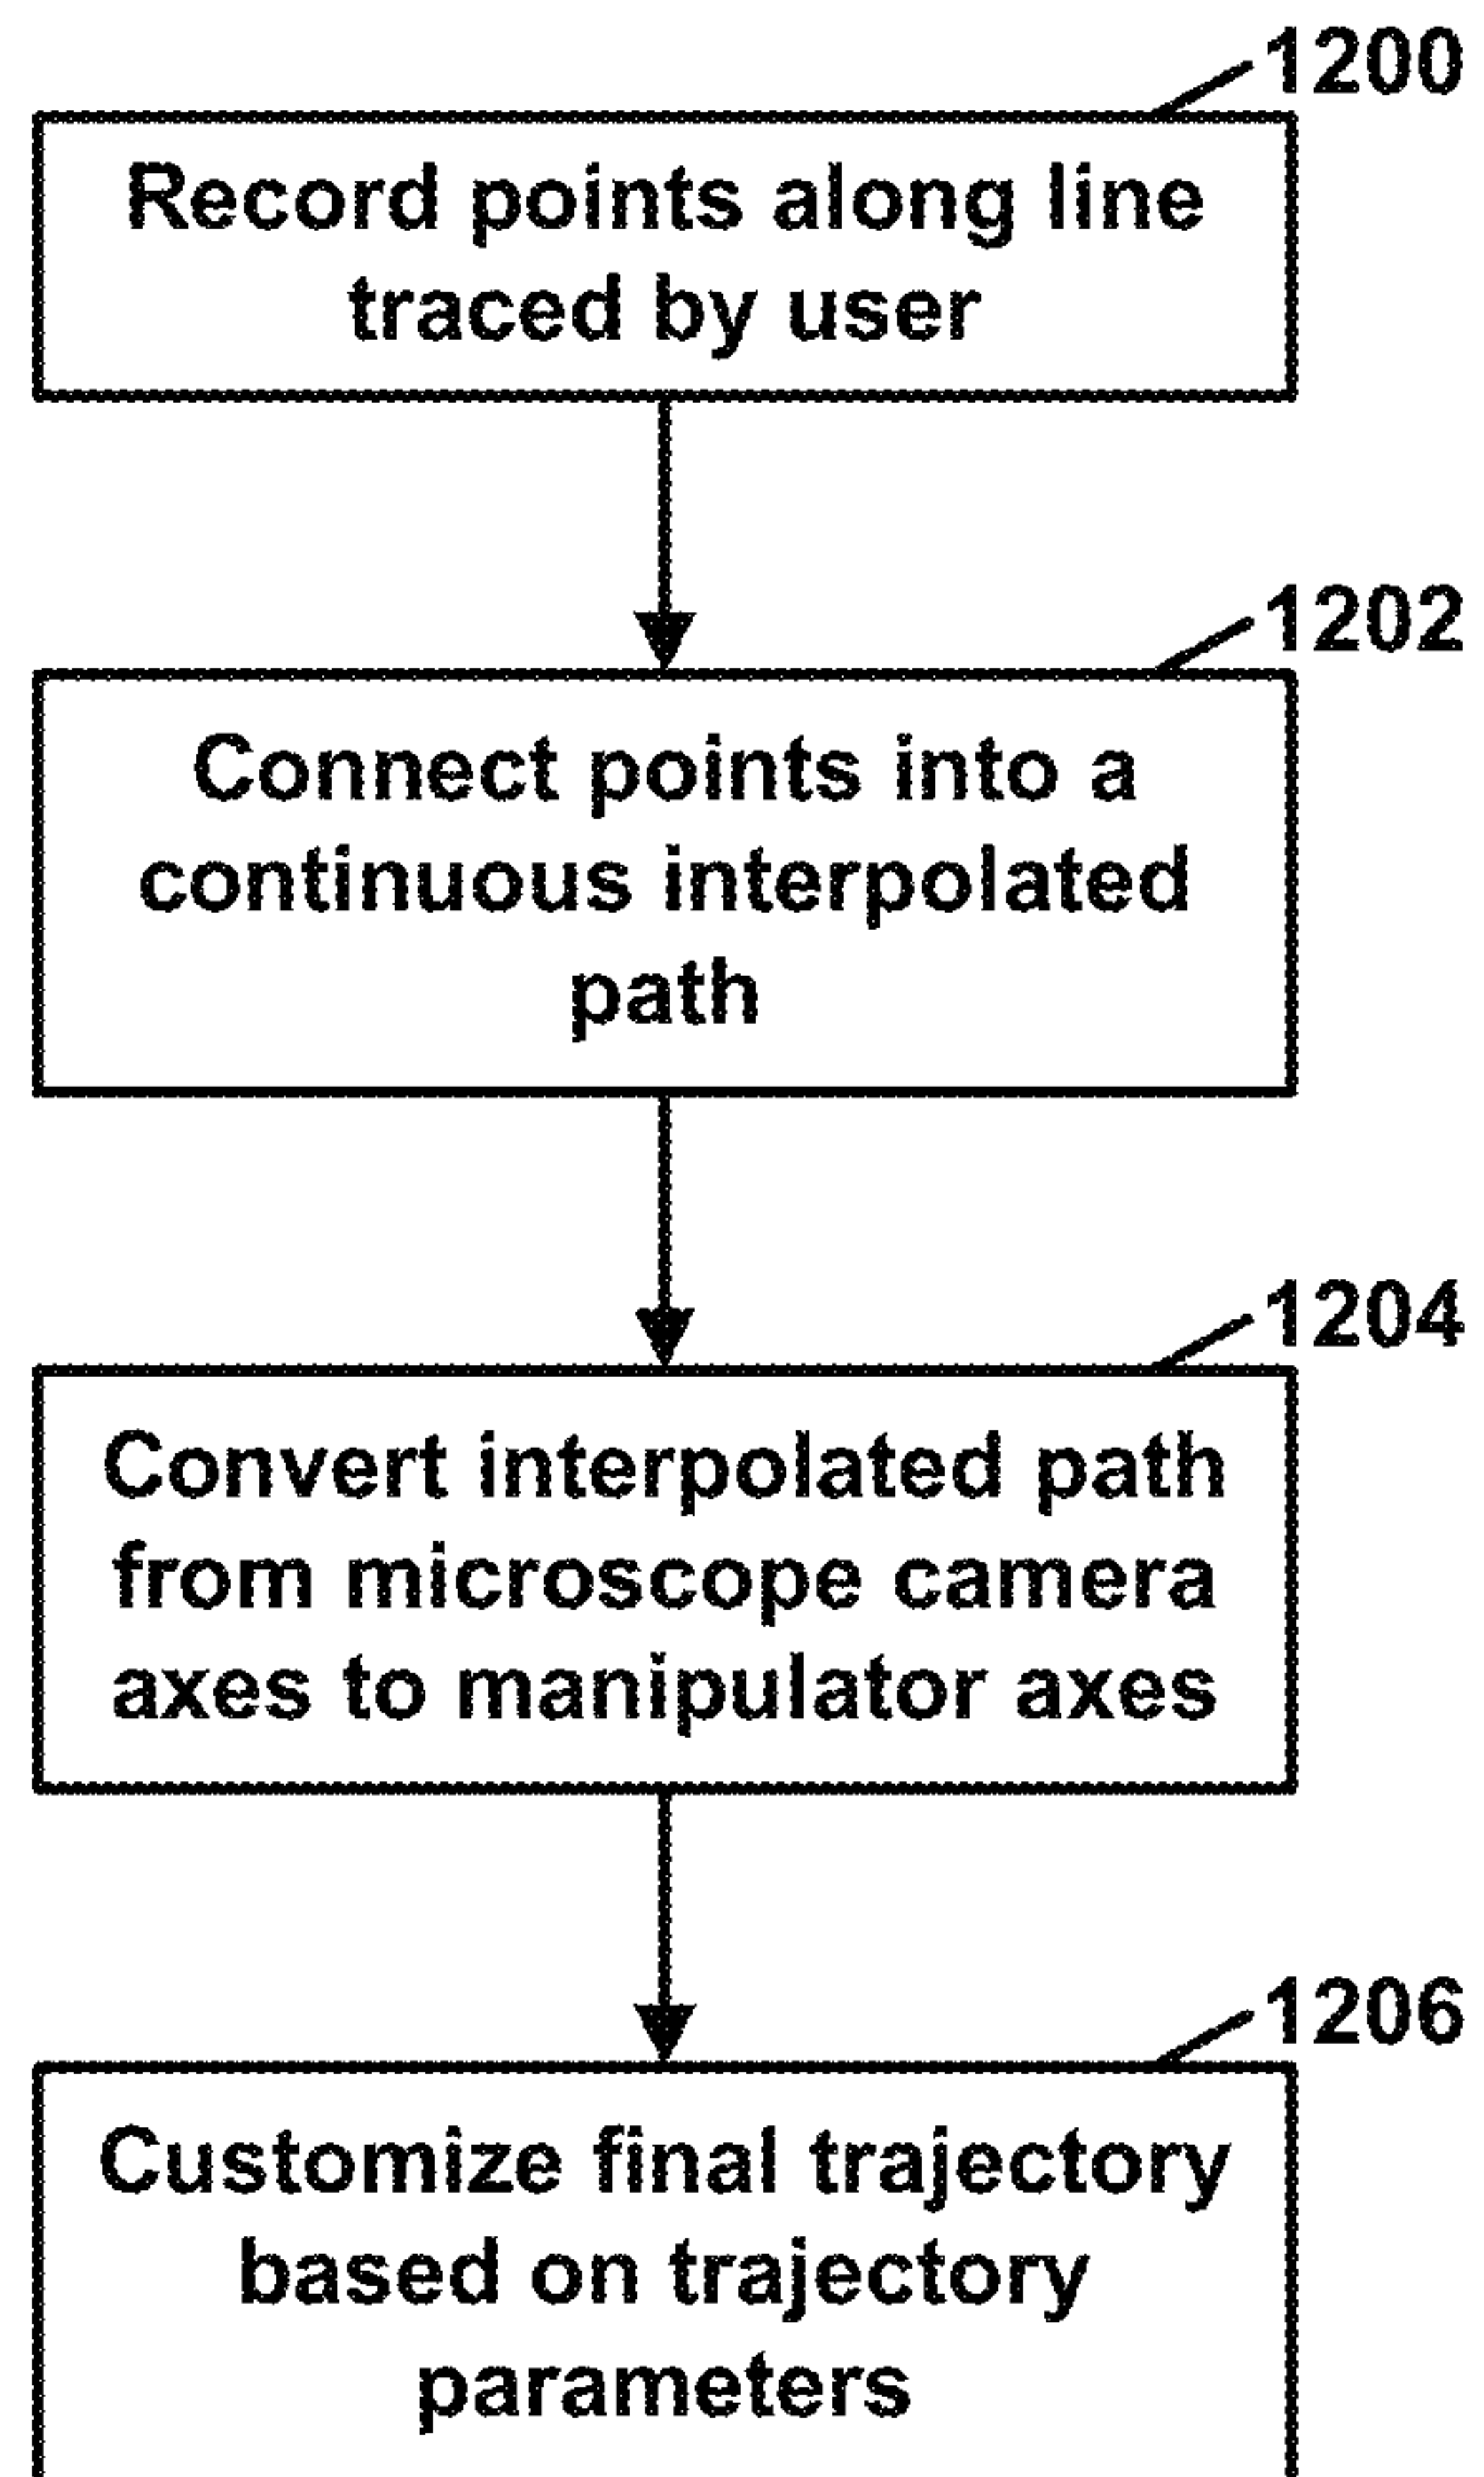 1200
Record points along line
traced by user
1202
Connect points into a
continuous interpolated
path
1204
Convert interpolated path
from microscope camera
axes to manipulator axes
1206
Customize final trajectory
based on trajectory
parameters